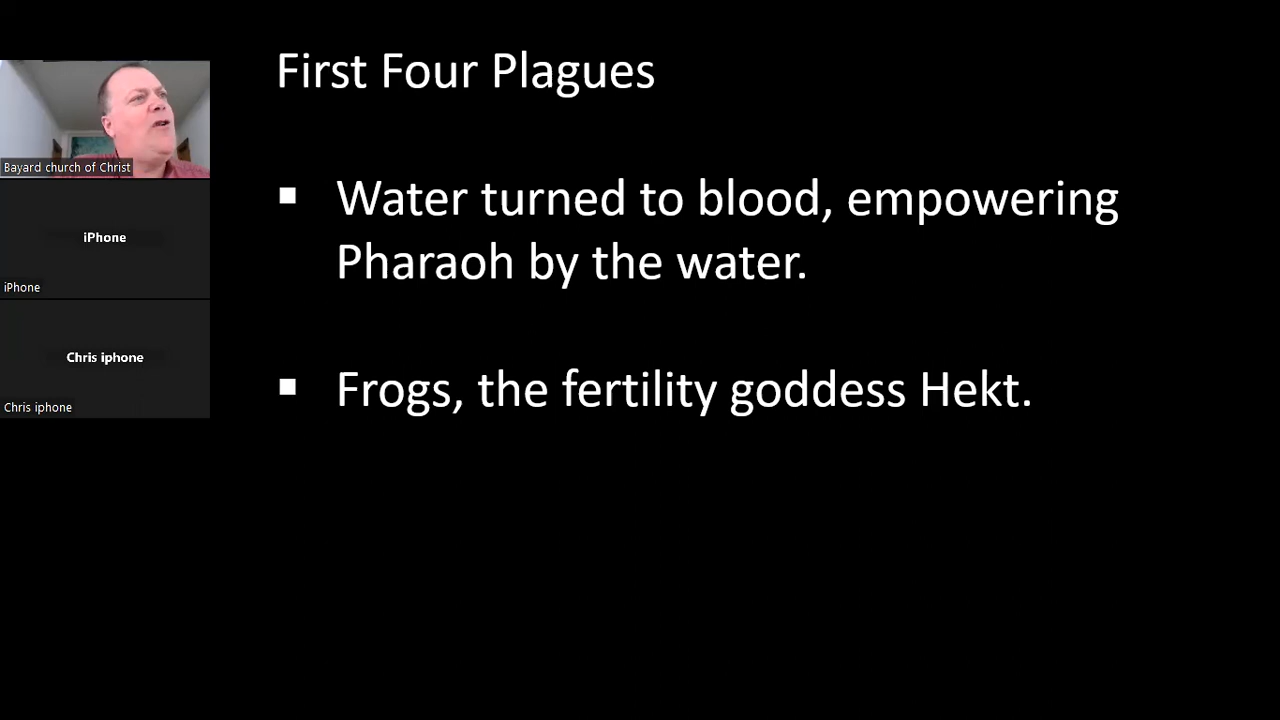 First Four Plagues
Bayard church of Christ
iPhone
iPhone
Chris iphone
Chris iphone
▪ Water turned to blood, empowering
Pharaoh by the water.
▪ Frogs, the fertility goddess Hekt.